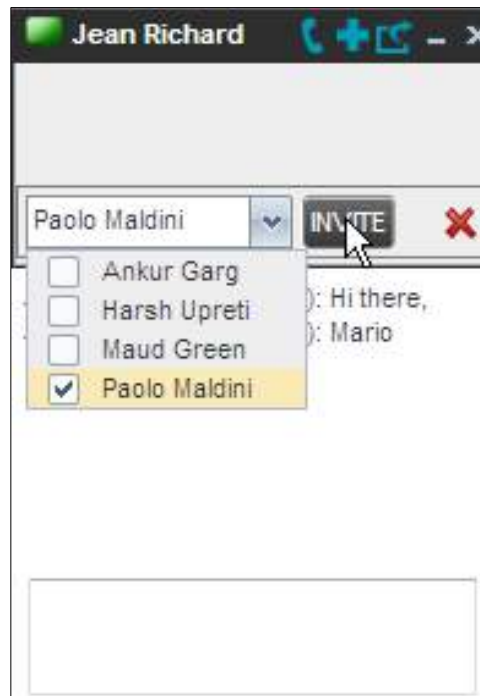 Jean Richard
Paolo Maldini INVITE
Ankur Garg
Harsh Upreti
Maud Green
Paolo Maldini
): Hi there,
): Mario